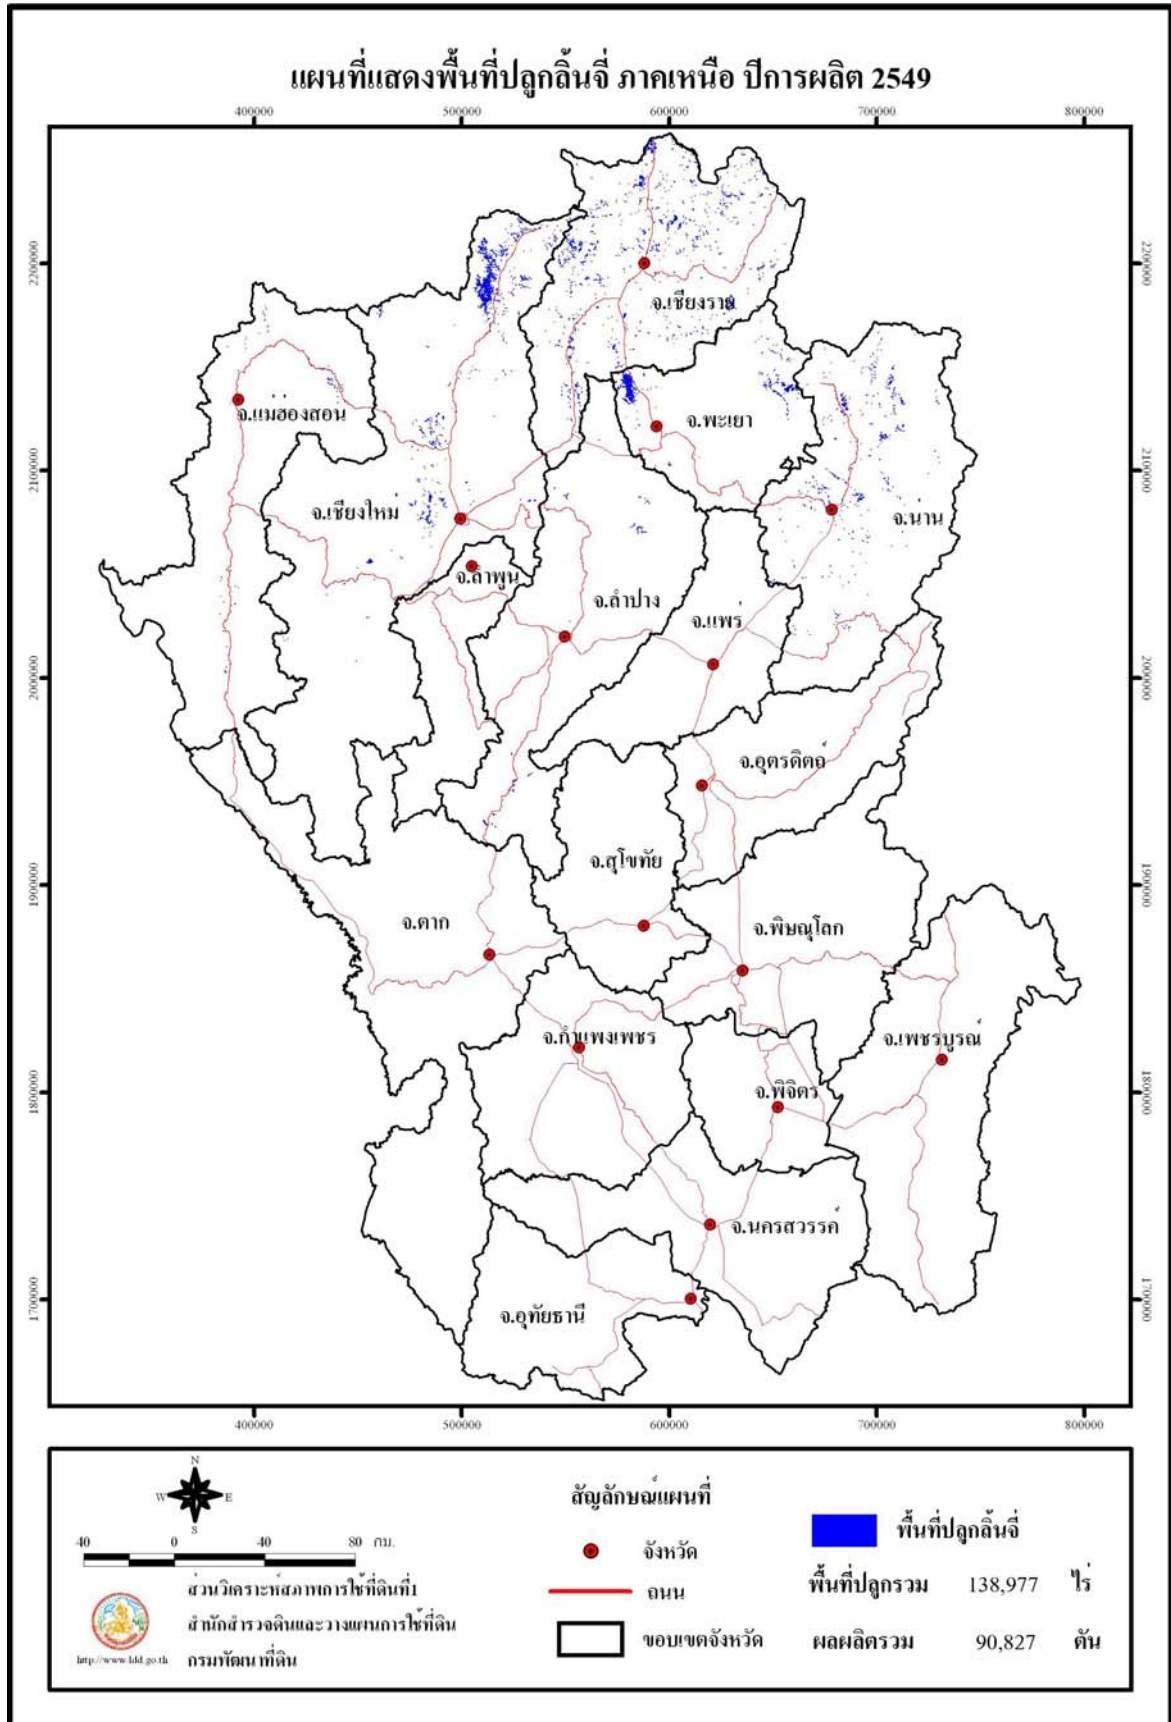 แผนที่แสดงพื้นที่ปลูกลิ้นจี่ ภาคเหนือ ปีการผลิต 2549
400000 500000 600000 700000 800000
2200000 2200000
จ.เชียงราย
จ.แม่ฮ่องสอน
จ.พะเยา
2100000 2100000
จ.เชียงใหม่
จ.น่าน
จ.ลำพูน
จ.ลำปาง
จ.แพร่
2000000 2000000
จ.อุตรดิตถ์
จ.สุโขทัย
1900000 1900000
จ.ตาก
จ.พิษณุโลก
จ.กำแพงเพชร
จ.เพชรบูรณ์
จ.พิจิตร
1800000 1800000
จ.นครสวรรค์
1700000 1700000
จ.อุทัยธานี
400000 500000 600000 700000 800000
N
W E
S
40 0 40 80 กม.
ส่วนวิเคราะห์สภาพการใช้ที่ดินที่1
สำนักสำรวจดินและวางแผนการใช้ที่ดิน
กรมพัฒนาที่ดิน
http://www.ldd.go.th
สัญลักษณ์แผนที่
จังหวัด
ถนน
ขอบเขตจังหวัด
พื้นที่ปลูกลิ้นจี่
พื้นที่ปลูกรวม 138,977 ไร่
ผลผลิตรวม 90,827 ตัน